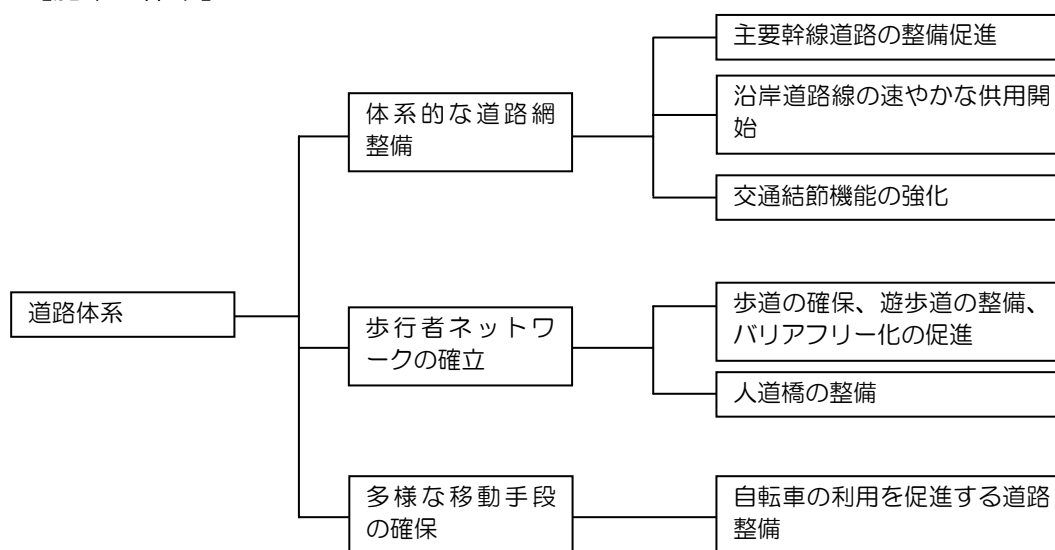 主要幹線道路の整備促進
体系的な道路網
整備
沿岸道路線の速やかな供用開
始
交通結節機能の強化
道路体系
歩行者ネットワ
ークの確立
歩道の確保、遊歩道の整備、
バリアフリー化の促進
人道橋の整備
多様な移動手段
の確保
自転車の利用を促進する道路
整備